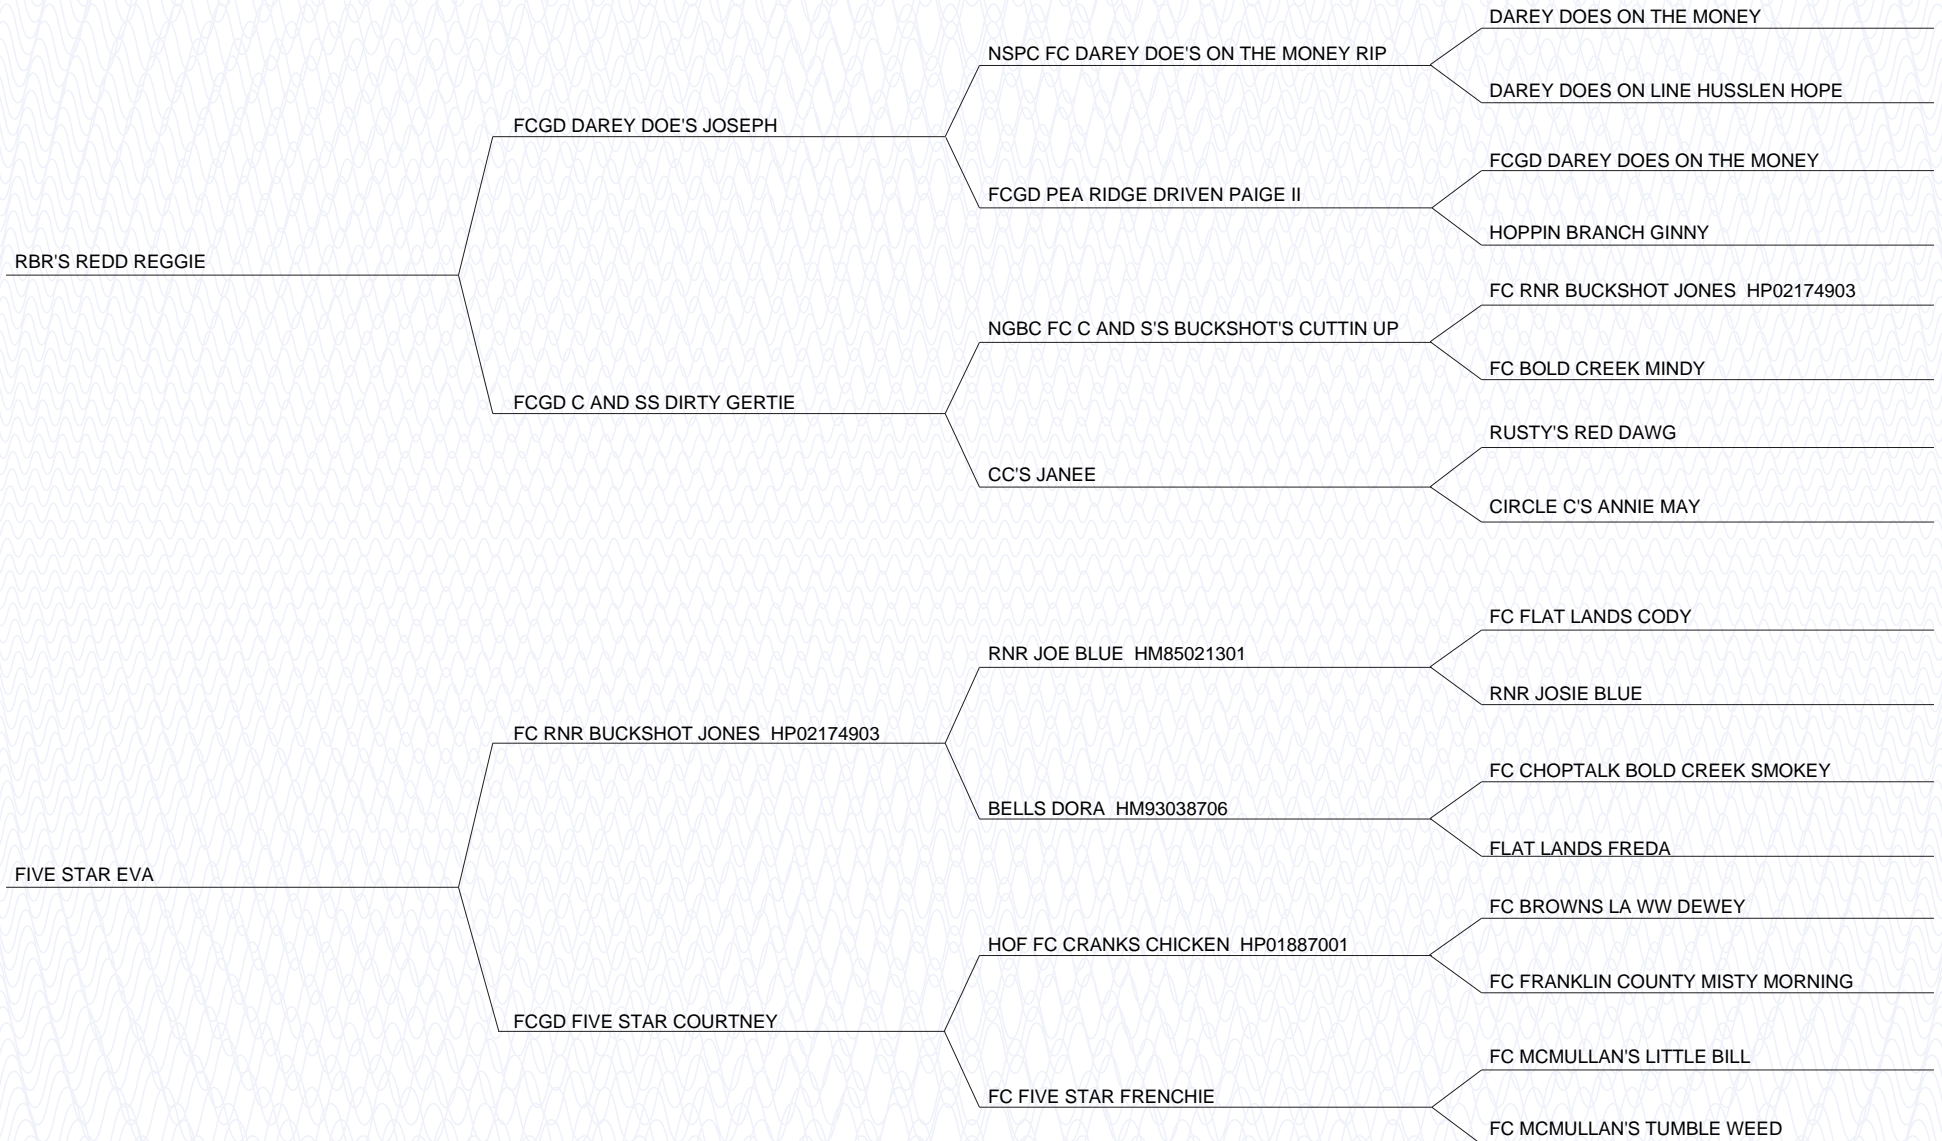 RBR'S REDD REGGIE
FCGD DAREY DOE'S JOSEPH
NSPC FC DAREY DOE'S ON THE MONEY RIP
DAREY DOES ON THE MONEY
DAREY DOES ON LINE HUSSLEN HOPE
FCGD PEA RIDGE DRIVEN PAIGE II
FCGD DAREY DOES ON THE MONEY
HOPPIN BRANCH GINNY
FCGD C AND SS DIRTY GERTIE
NGBC FC C AND S'S BUCKSHOT'S CUTTIN UP
FC RNR BUCKSHOT JONES HP02174903
FC BOLD CREEK MINDY
CC'S JANEE
RUSTY'S RED DAWG
CIRCLE C'S ANNIE MAY
FIVE STAR EVA
FC RNR BUCKSHOT JONES HP02174903
RNR JOE BLUE HM85021301
FC FLAT LANDS CODY
RNR JOSIE BLUE
BELLS DORA HM93038706
FC CHOPTALK BOLD CREEK SMOKEY
FLAT LANDS FREDA
FCGD FIVE STAR COURTNEY
HOF FC CRANKS CHICKEN HP01887001
FC BROWNS LA WW DEWEY
FC FRANKLIN COUNTY MISTY MORNING
FC FIVE STAR FRENCHIE
FC MCMULLAN'S LITTLE BILL
FC MCMULLAN'S TUMBLE WEED